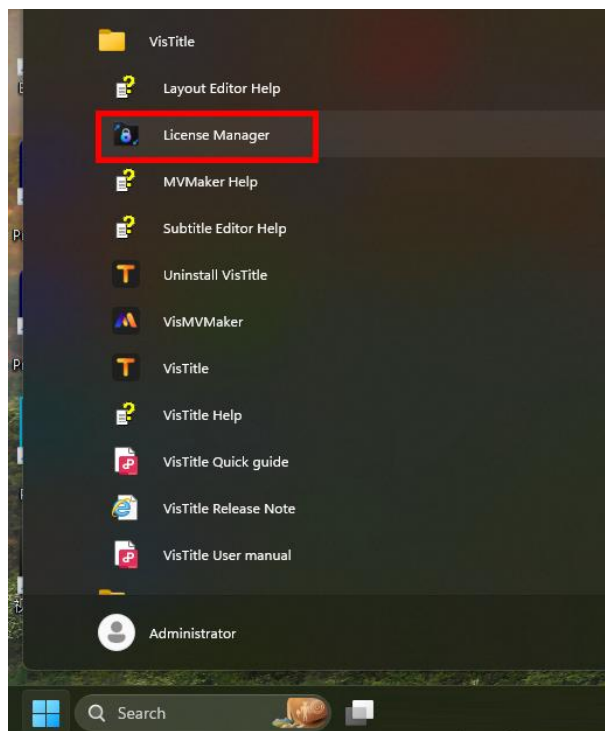 VisTitle
Layout Editor Help
License Manager
MVMaker Help
Subtitle Editor Help
Uninstall VisTitle
VisMVMaker
VisTitle
VisTitle Help
VisTitle Quick guide
VisTitle Release Note
VisTitle User manual
Administrator
Search